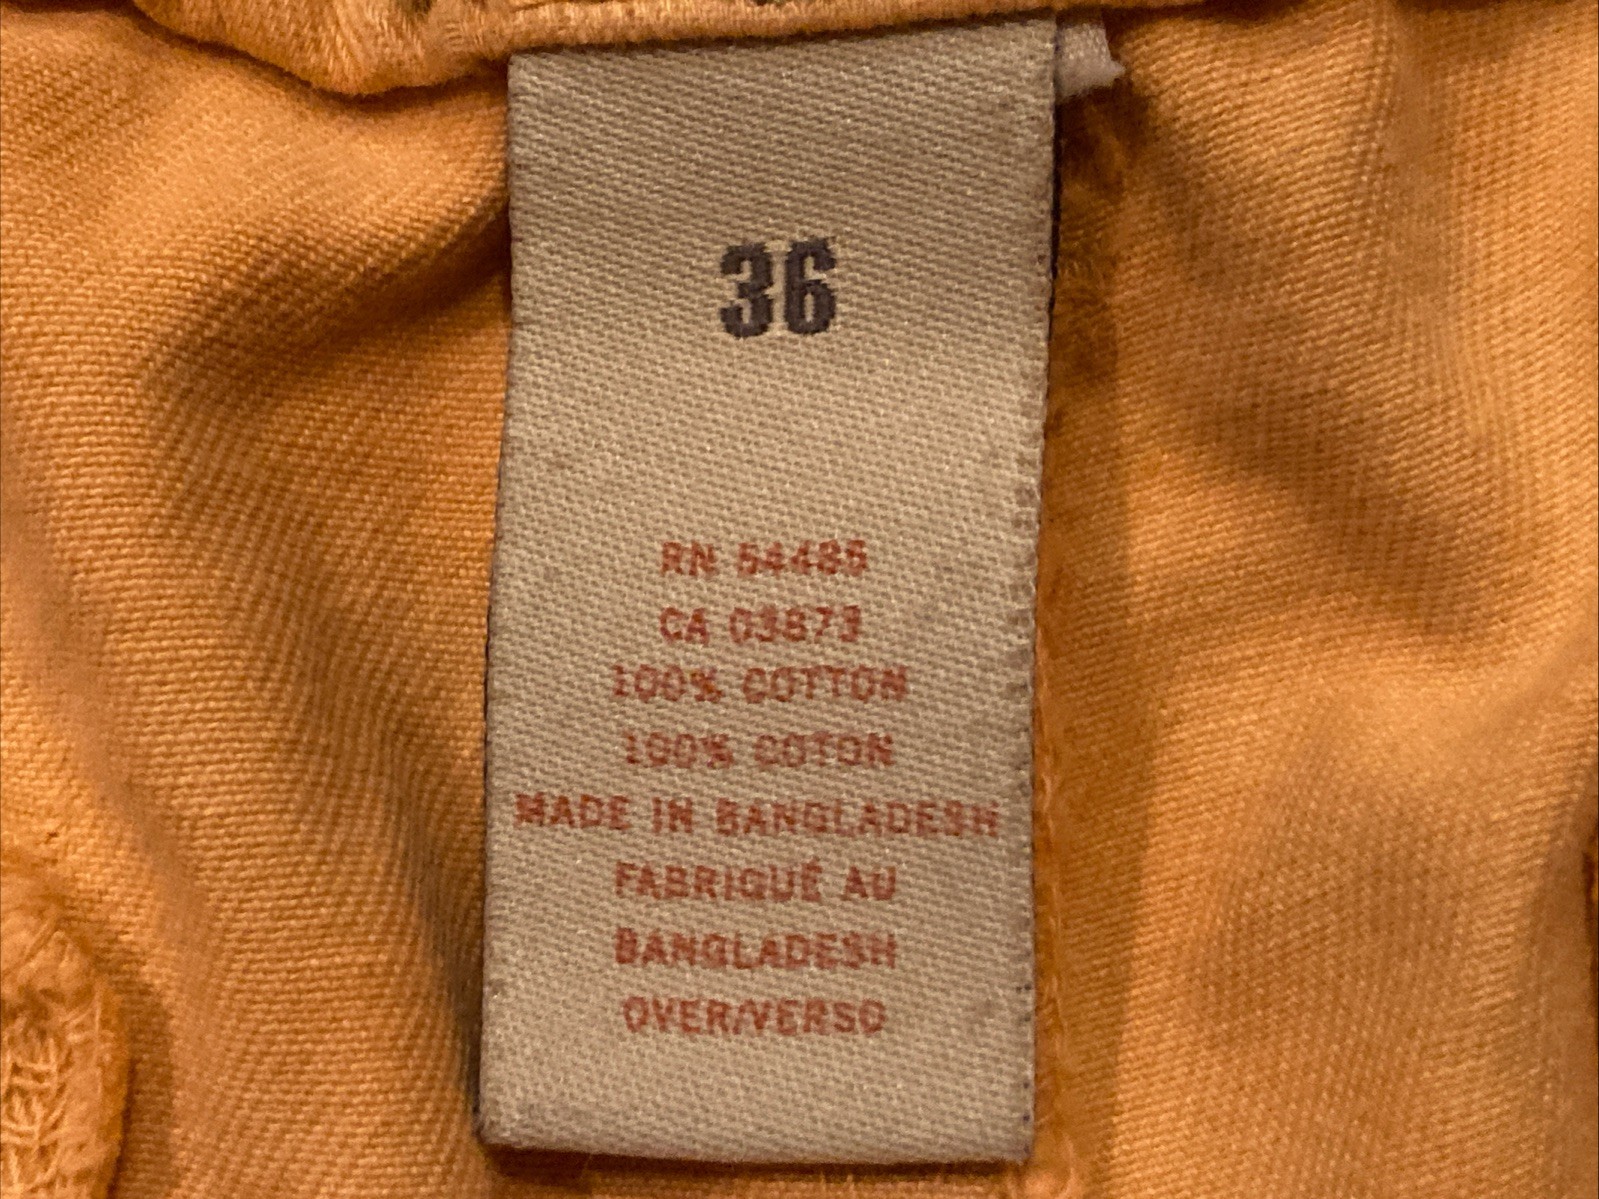 36
RN 54485
CA 03873
100% COTTON
100% COTON
MADE IN BANGLADESH
FABRIQUÉ AU
BANGLADESH
OVER/VERSO